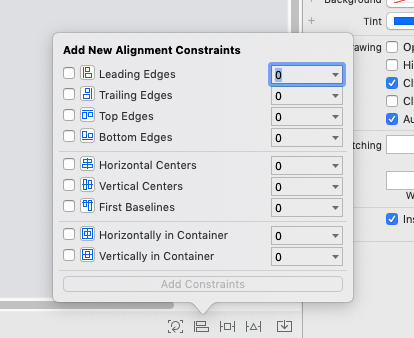 Background
Tint
Add New Alignment Constraints
Leading Edges 0
Trailing Edges 0
Top Edges 0
Bottom Edges 0
Horizontal Centers 0
Vertical Centers 0
First Baselines 0
Horizontally in Container 0
Vertically in Container 0
Add Constraints
awing
Op
Hi
Cl
Cl
Au
tching
W
Ins